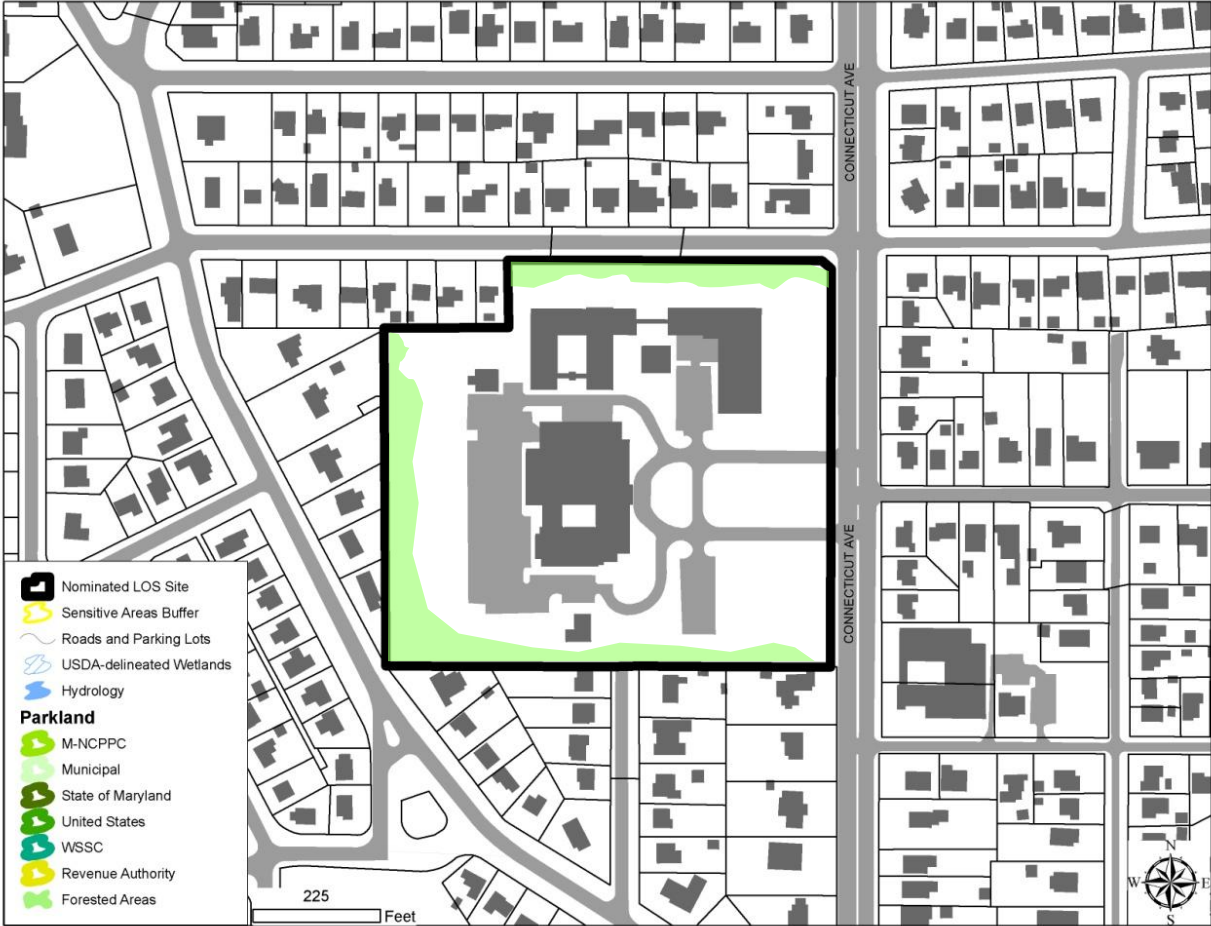 CONNECTICUT AVE
CONNECTICUT AVE
Nominated LOS Site
Sensitive Areas Buffer
Roads and Parking Lots
USDA-delineated Wetlands
Hydrology
Parkland
M-NCPPC
Municipal
State of Maryland
United States
WSSC
Revenue Authority
Forested Areas
225
Feet
N
W E
S